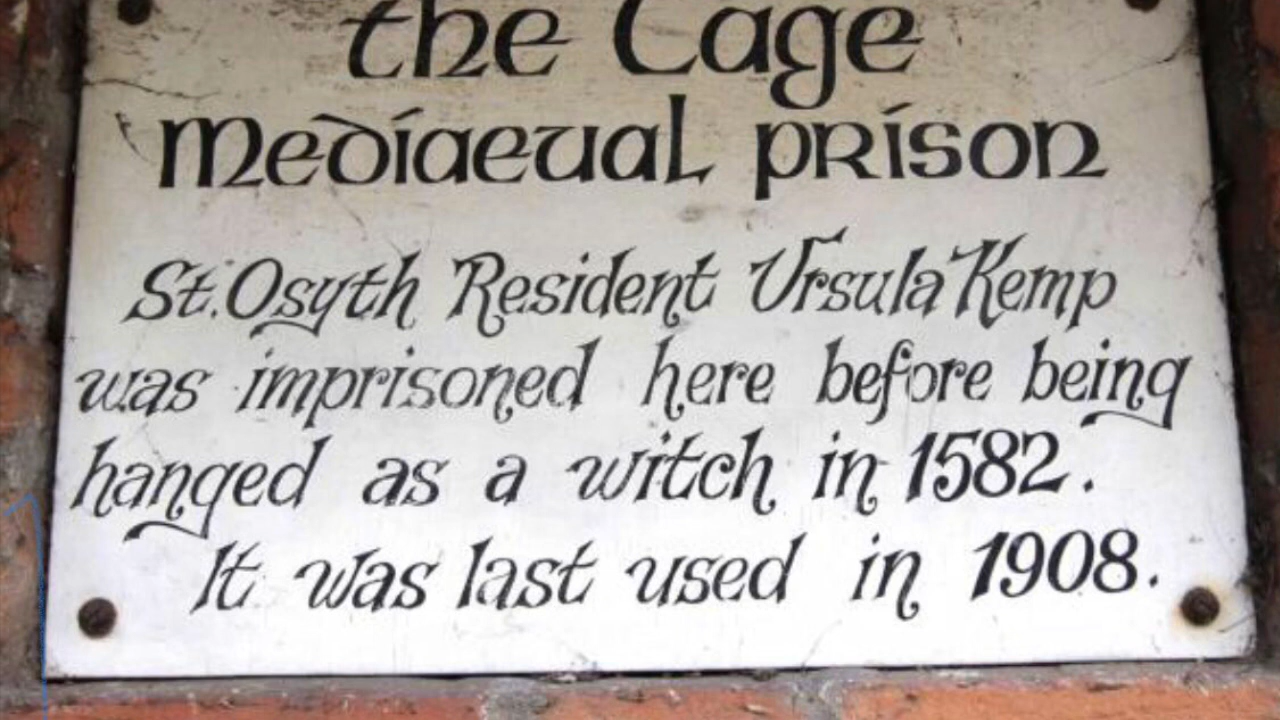 the Cage
Mediaeval prison
St. Osyth Resident Ursula Kemp
was imprisoned here before being
hanged as a witch in 1582.
It was last used in 1908.